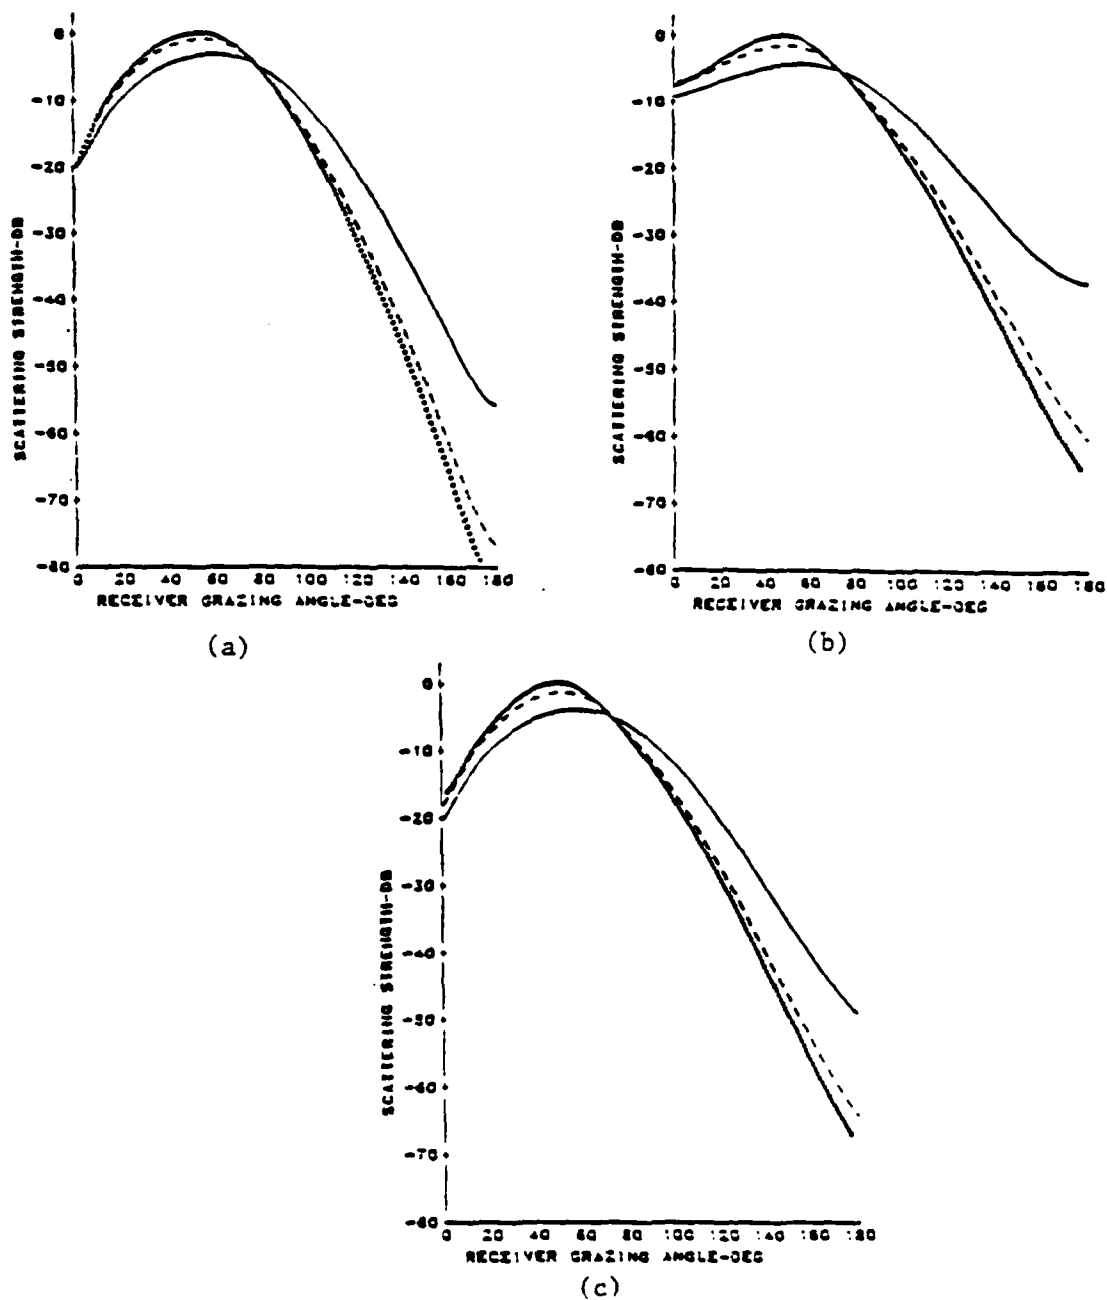 0
-10
-20
-30
-40
-50
-60
-70
-80
SCATTERING STRENGTH-DB
0 20 40 60 80 100 120 140 160 180
RECEIVER GRAZING ANGLE-DEG
(a)
0
-10
-20
-30
-40
-50
-60
-70
-80
SCATTERING STRENGTH-DB
0 20 40 60 80 100 120 140 160 180
RECEIVER GRAZING ANGLE-DEG
(b)
0
-10
-20
-30
-40
-50
-60
-70
-80
SCATTERING STRENGTH-DB
0 20 40 60 80 100 120 140 160 180
RECEIVER GRAZING ANGLE-DEG
(c)